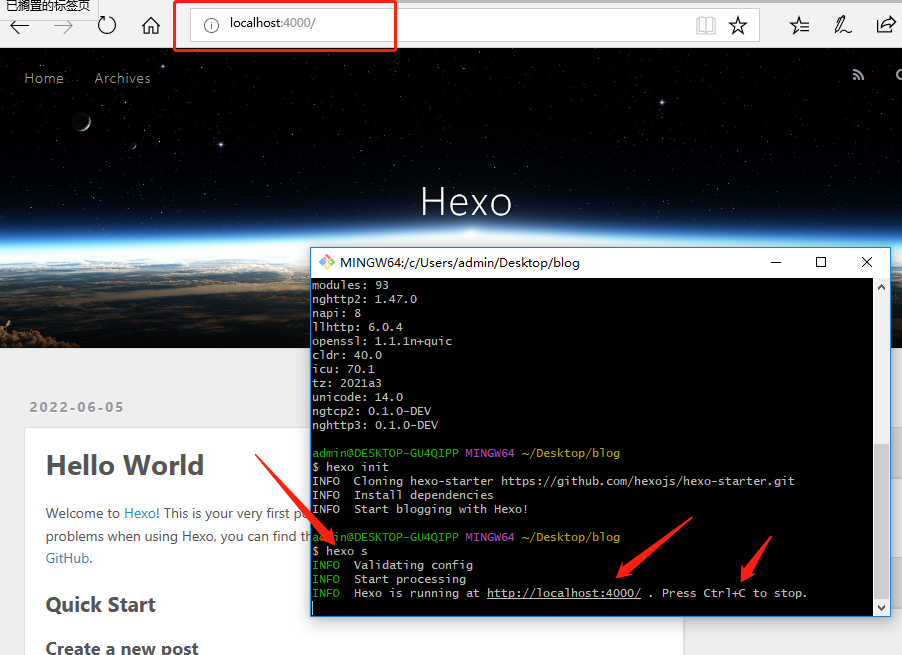 已搁置的标签页
localhost:4000/
Home Archives
Hexo
MINGW64:/c/Users/admin/Desktop/blog
modules: 93
nghttp2: 1.47.0
napi: 8
llhttp: 6.0.4
openssl: 1.1.1n+quic
cldr: 40.0
icu: 70.1
tz: 2021a3
unicode: 14.0
ngtcp2: 0.1.0-DEV
nghttp3: 0.1.0-DEV
admin@DESKTOP-GU4QIPP MINGW64 ~/Desktop/blog
$ hexo init
INFO  Cloning hexo-starter https://github.com/hexojs/hexo-starter.git
INFO  Install dependencies
INFO  Start blogging with Hexo!
admin@DESKTOP-GU4QIPP MINGW64 ~/Desktop/blog
$ hexo s
INFO  Validating config
INFO  Start processing
INFO  Hexo is running at http://localhost:4000/ . Press Ctrl+C to stop.
2022-06-05
Hello World
Welcome to Hexo! This is your very first
problems when using Hexo, you can find
GitHub.
Quick Start
Create a new post